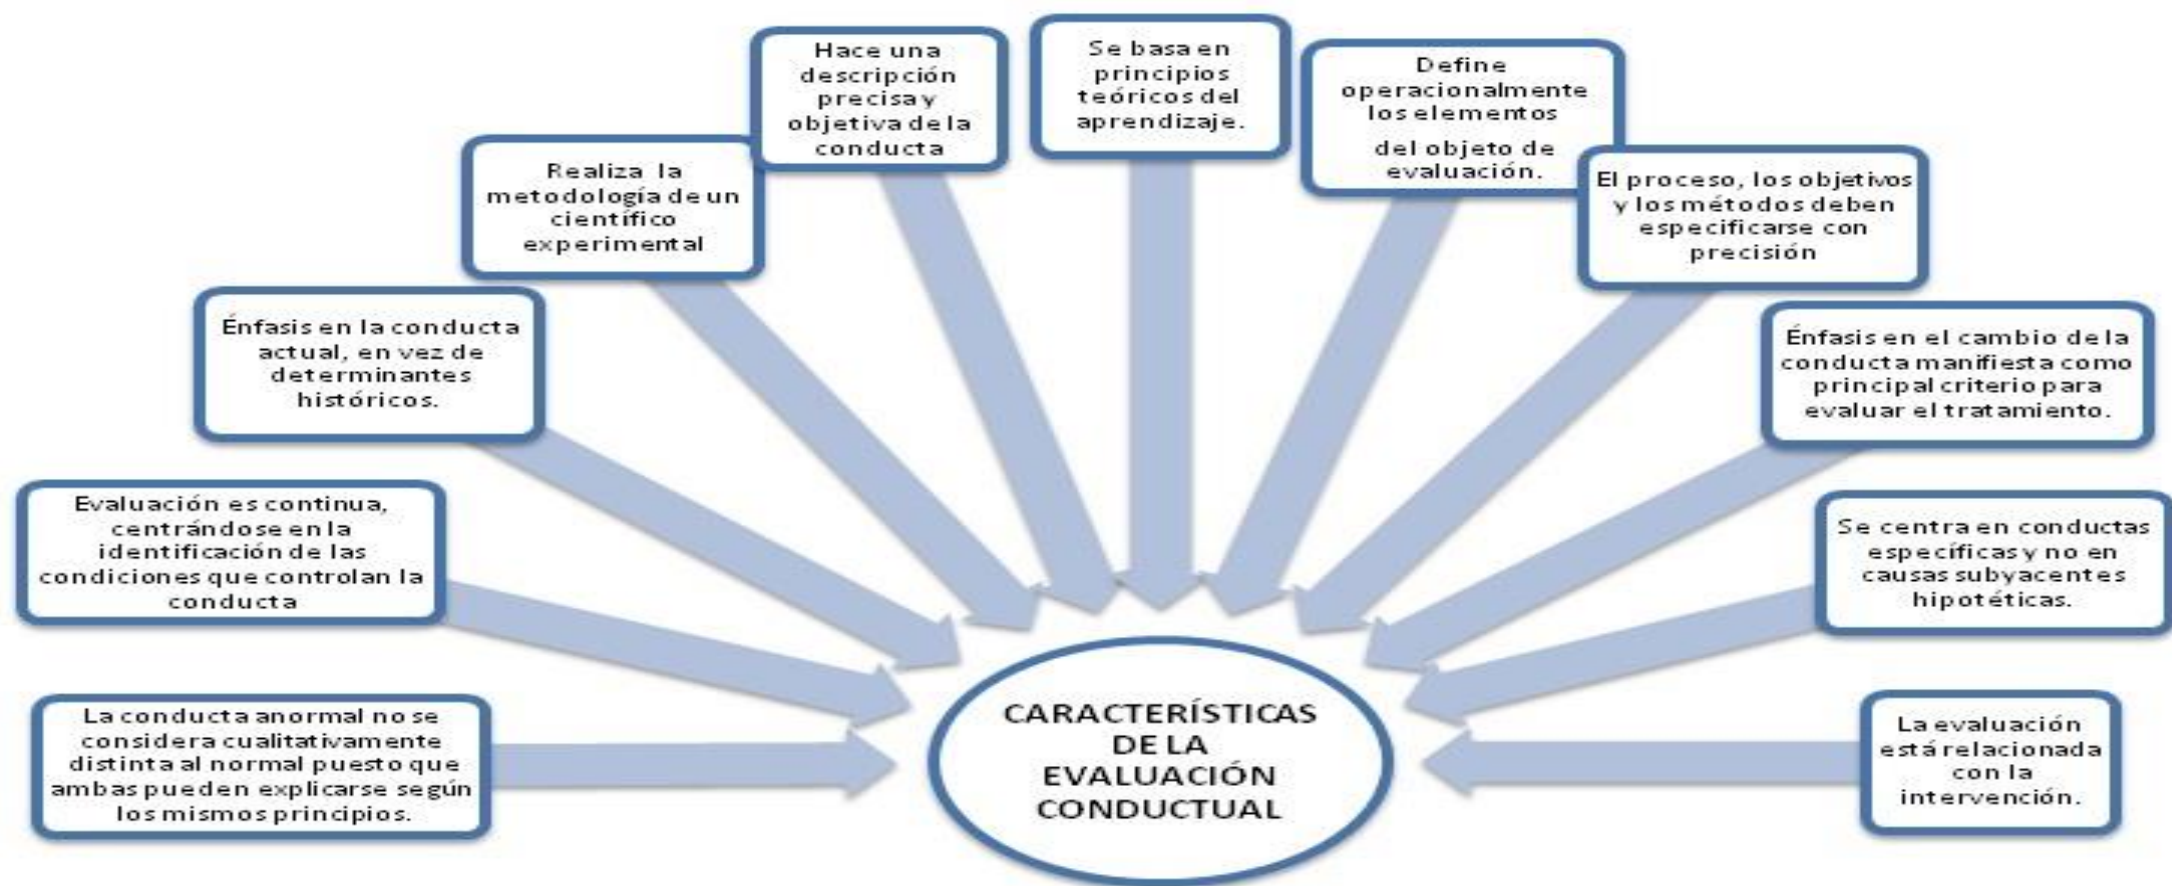 Hace una
descripción
precisa y
objetiva de la
conducta
Se basa en
principios
teóricos del
aprendizaje.
Define
operacionalmente
los elementos
del objeto de
evaluación.
Realiza la
metodología de un
científico
experimental
El proceso, los objetivos
y los métodos deben
especificarse con
precisión
Énfasis en la conducta
actual, en vez de
determinantes
históricos.
Énfasis en el cambio de la
conducta manifiesta como
principal criterio para
evaluar el tratamiento.
Evaluación es continua,
centrándose en la
identificación de las
condiciones que controlan la
conducta
Se centra en conductas
específicas y no en
causas subyacentes
hipotéticas.
La conducta anormal no se
considera cualitativamente
distinta al normal puesto que
ambas pueden explicarse según
los mismos principios.
CARACTERÍSTICAS
DE LA
EVALUACIÓN
CONDUCTUAL
La evaluación
está relacionada
con la
intervención.